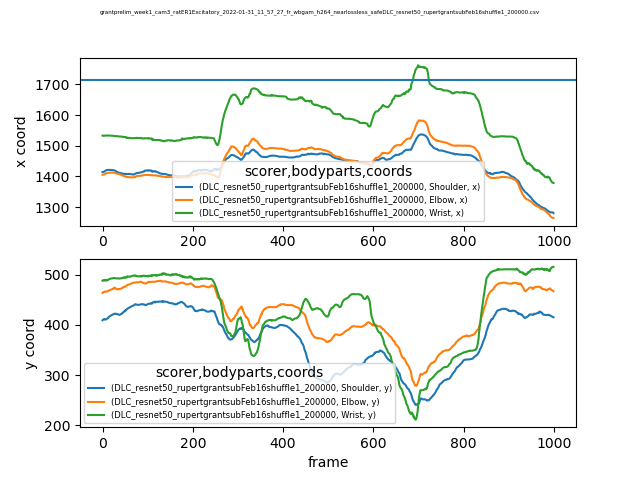 grantprelim_week1_cam3_ratER1Excitatory_2022-01-31_11_57_27_fr_wbgam_h264_nearlossless_safeDLC_resnet50_rupertgrantsubFeb16shuffle1_200000.csv
1700
1600
1500
1400
1300
x coord
scorer,bodyparts,coords
(DLC_resnet50_rupertgrantsubFeb16shuffle1_200000, Shoulder, x)
(DLC_resnet50_rupertgrantsubFeb16shuffle1_200000, Elbow, x)
(DLC_resnet50_rupertgrantsubFeb16shuffle1_200000, Wrist, x)
0 200 400 600 800 1000
500
400
300
200
y coord
scorer,bodyparts,coords
(DLC_resnet50_rupertgrantsubFeb16shuffle1_200000, Shoulder, y)
(DLC_resnet50_rupertgrantsubFeb16shuffle1_200000, Elbow, y)
(DLC_resnet50_rupertgrantsubFeb16shuffle1_200000, Wrist, y)
0 200 400 600 800 1000
frame